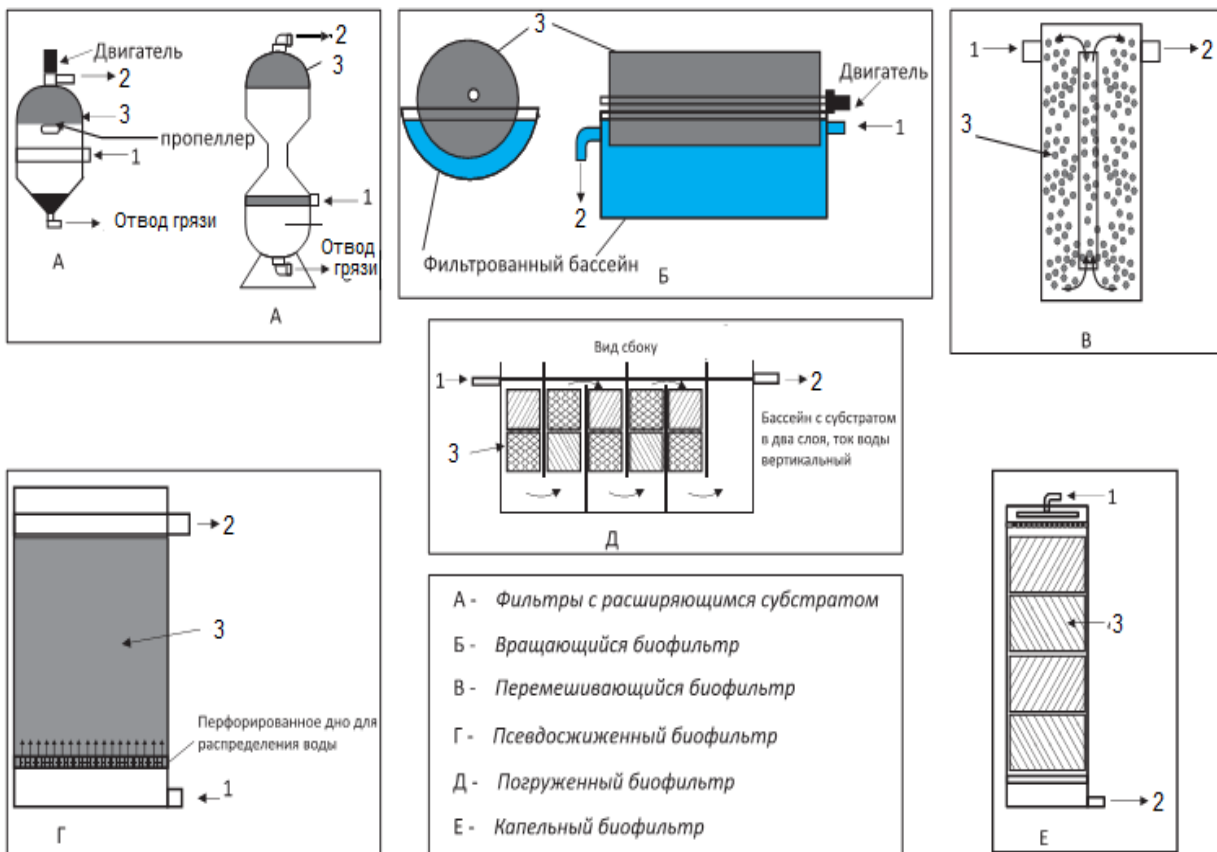 Двигатель
2
3
пропеллер
1
Отвод грязи
А
2
3
1
Отвод
грязи
А
3
Двигатель
1
2
Фильтрованный бассейн
Б
1
2
3
В
Вид сбоку
1
2
3
Бассейн с субстратом
в два слоя, ток воды
вертикальный
Д
2
3
Перфорированное дно для
распределения воды
1
Г
А - Фильтры с расширяющимся субстратом
Б - Вращающийся биофильтр
В - Перемешивающийся биофильтр
Г - Псевдосжиженный биофильтр
Д - Погруженный биофильтр
Е - Капельный биофильтр
1
3
2
Е